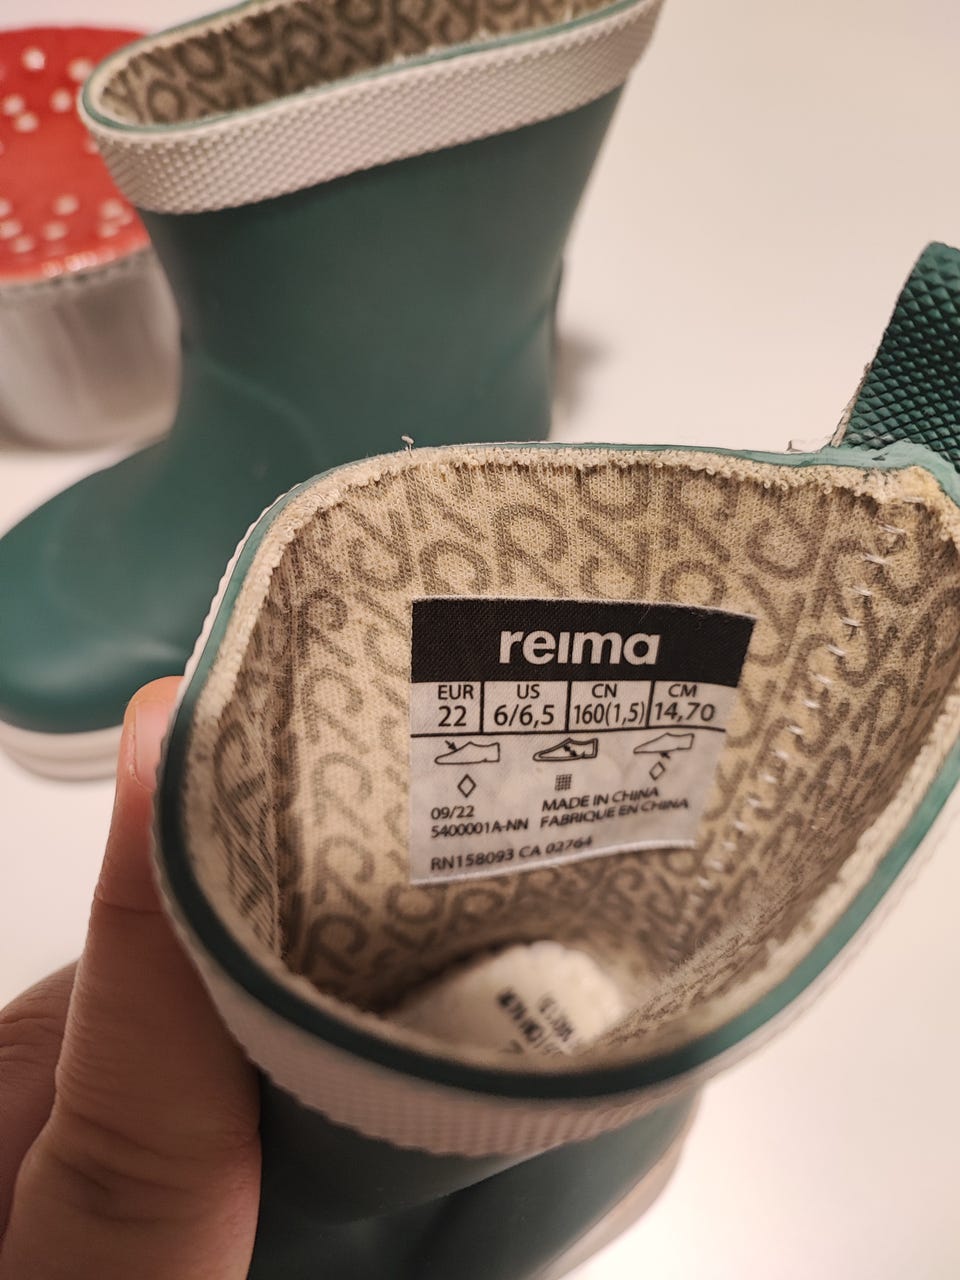 reima
EUR US CN CM
22 6/6,5 160(1,5) 14,70
09/22 MADE IN CHINA
5400001A-NN FABRIQUE EN CHINA
RN158093 CA 02764